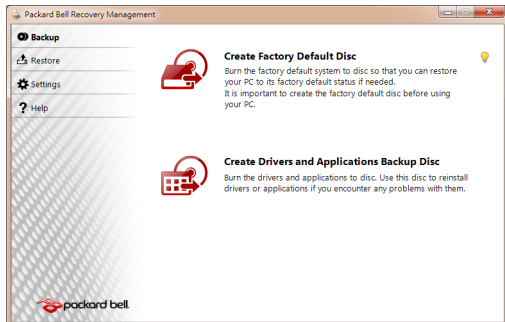 Packard Bell Recovery Management
Backup
Restore
Settings
Help
Create Factory Default Disc
Burn the factory default system to disc so that you can restore
your PC to its factory default status if needed.
It is important to create the factory default disc before using
your PC.
Create Drivers and Applications Backup Disc
Burn the drivers and applications to disc. Use this disc to reinstall
drivers or applications if you encounter any problems with them.
packard bell.